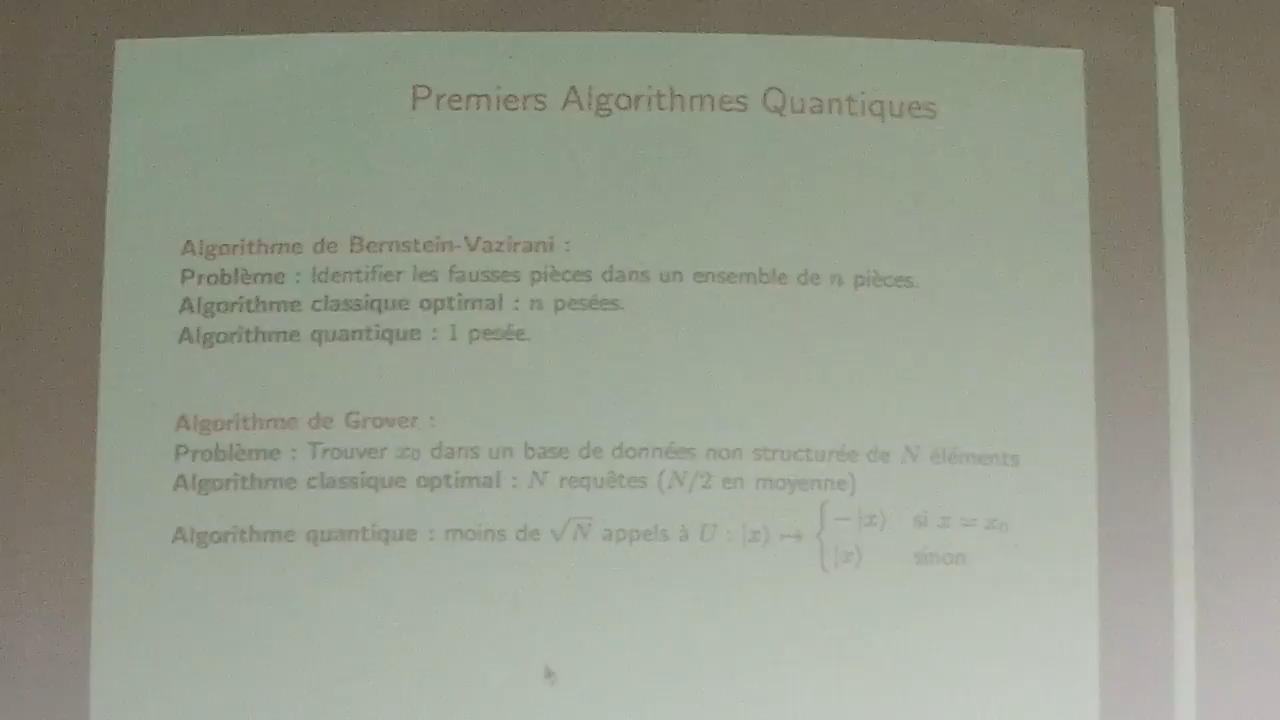 Premiers Algorithmes Quantiques
Algorithme de Bernstein-Vazirani :
Problème : Identifier les fausses pièces dans un ensemble de n pièces.
Algorithme classique optimal : n pesées.
Algorithme quantique : 1 pesée.
Algorithme de Grover :
Problème : Trouver x₀ dans un base de données non structurée de N éléments
Algorithme classique optimal : N requêtes (N/2 en moyenne)
Algorithme quantique : moins de √N appels à U : |x⟩ ↦ { −|x⟩ si x = x₀
|x⟩ sinon